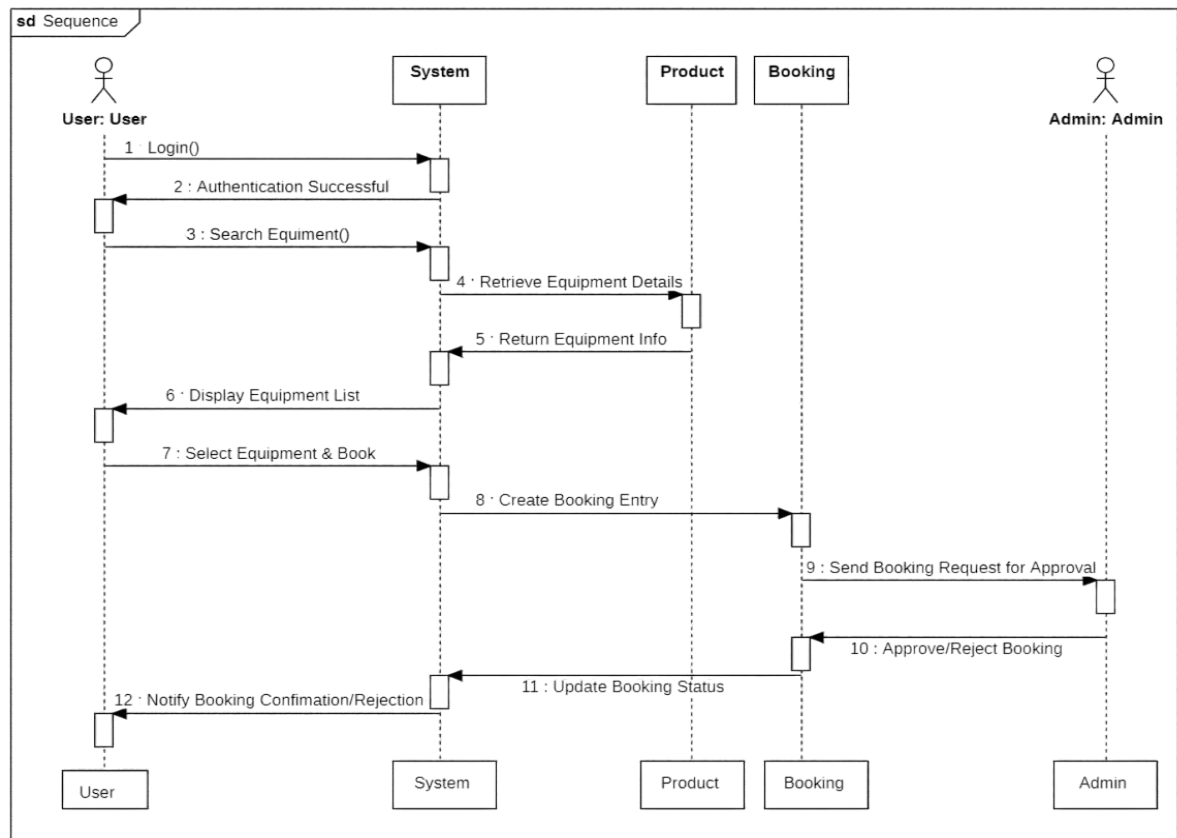 sd Sequence
System
Product
Booking
User: User
Admin: Admin
1 : Login()
2 : Authentication Successful
3 : Search Equiment()
4 : Retrieve Equipment Details
5 : Return Equipment Info
6 : Display Equipment List
7 : Select Equipment & Book
8 : Create Booking Entry
9 : Send Booking Request for Approval
10 : Approve/Reject Booking
11 : Update Booking Status
12 : Notify Booking Confimation/Rejection
User
System
Product
Booking
Admin